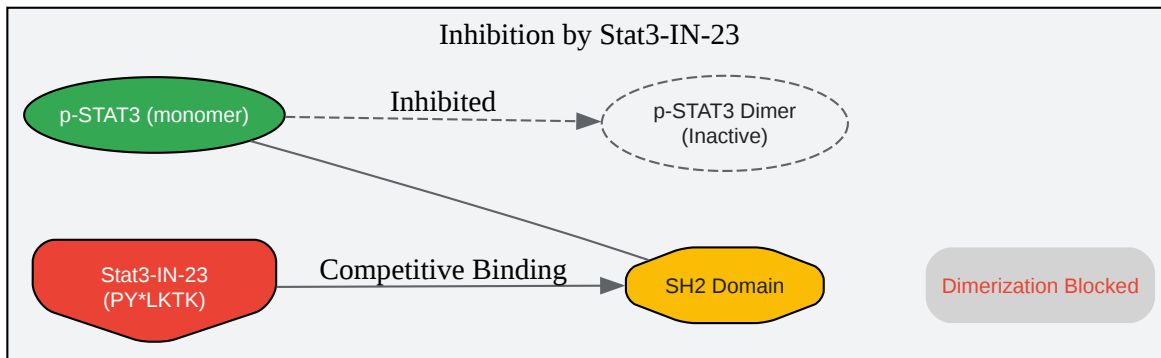 Inhibition by Stat3-IN-23
p-STAT3 (monomer)
Inhibited
p-STAT3 Dimer
(Inactive)
Stat3-IN-23
(PY*LKTK)
Competitive Binding
SH2 Domain
Dimerization Blocked